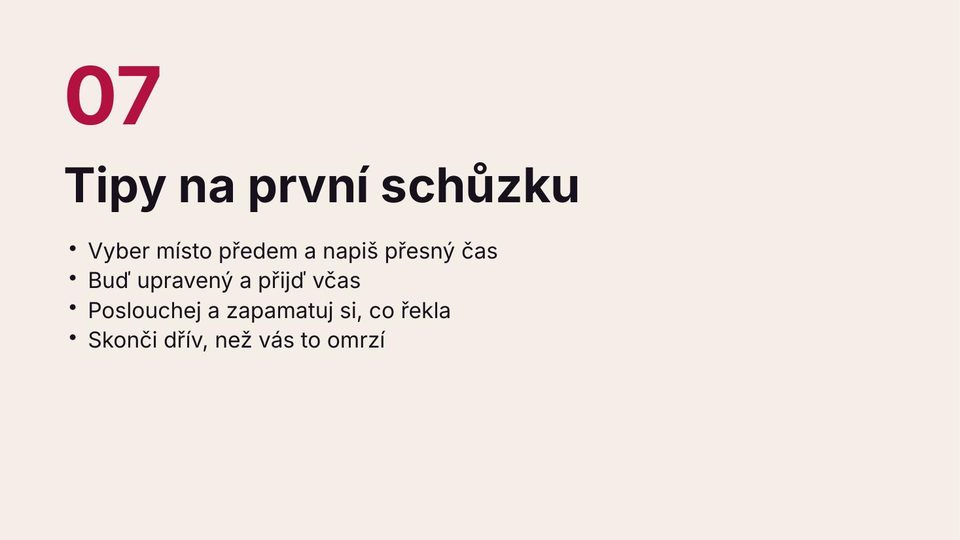 07
Tipy na první schůzku
• Vyber místo předem a napiš přesný čas
• Buď upravený a přijď včas
• Poslouchej a zapamatuj si, co řekla
• Skonči dřív, než vás to omrzí